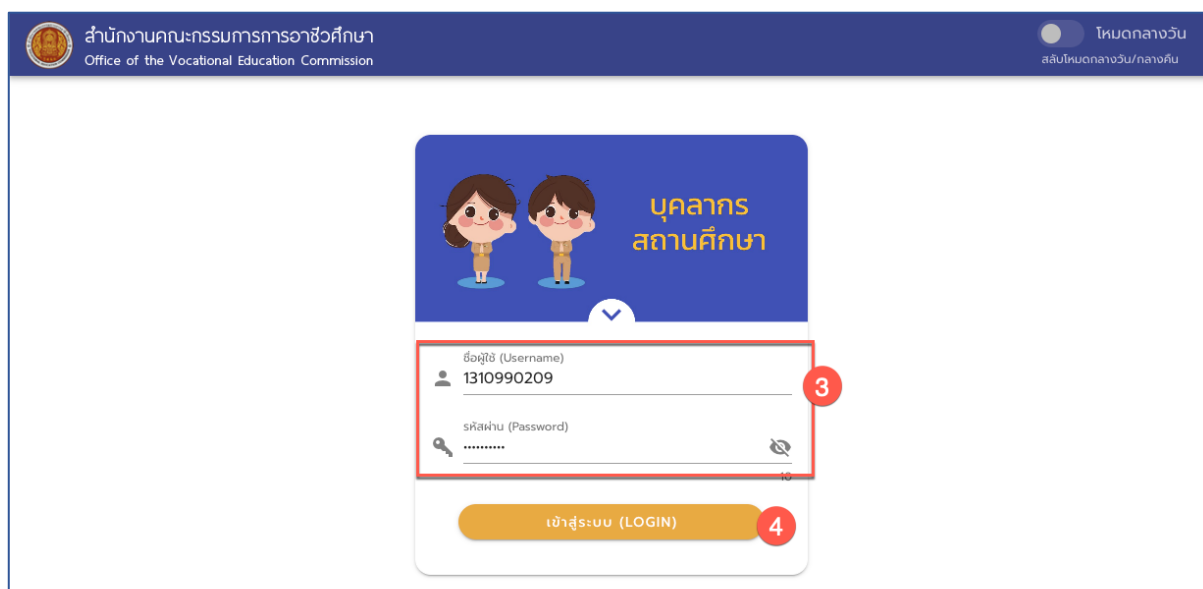 สำนักงานคณะกรรมการการอาชีวศึกษา
Office of the Vocational Education Commission
โหมดกลางวัน
สลับโหมดกลางวัน/กลางคืน
บุคลากร
สถานศึกษา
ชื่อผู้ใช้ (Username)
1310990209
3
รหัสผ่าน (Password)
••••••••••
10
เข้าสู่ระบบ (LOGIN)
4